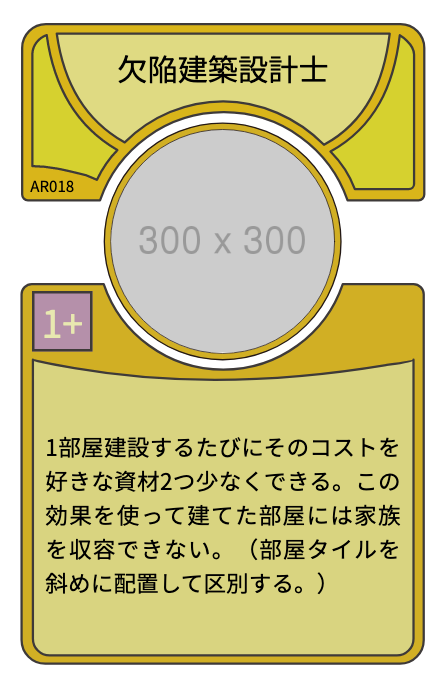 欠陥建築設計士
AR018
300 x 300
1+
1部屋建設するたびにそのコストを
好きな資材2つ少なくできる。この
効果を使って建てた部屋には家族
を収容できない。（部屋タイルを
斜めに配置して区別する。）